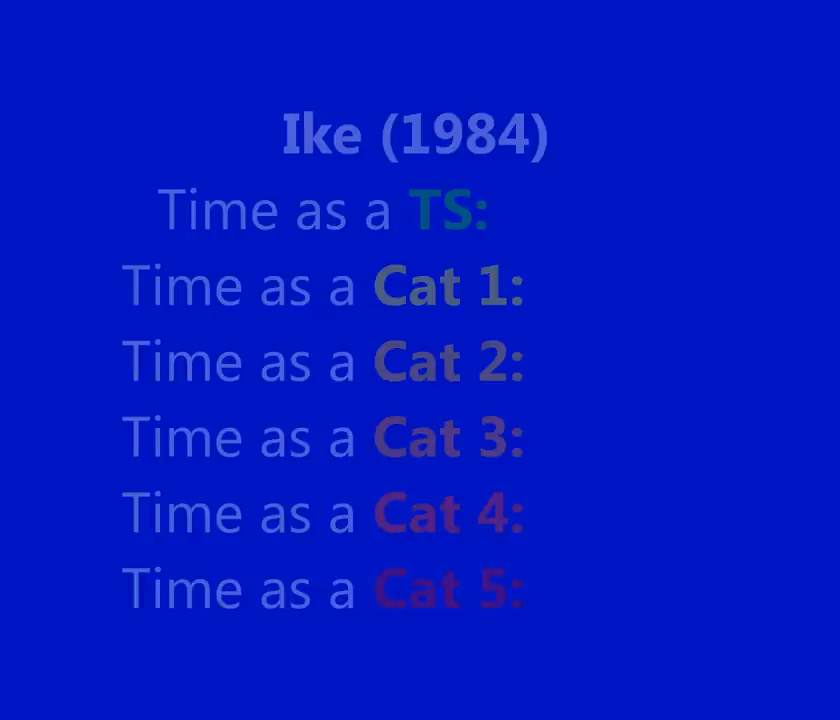 Ike (1984)
Time as a TS:
Time as a Cat 1:
Time as a Cat 2:
Time as a Cat 3:
Time as a Cat 4:
Time as a Cat 5: